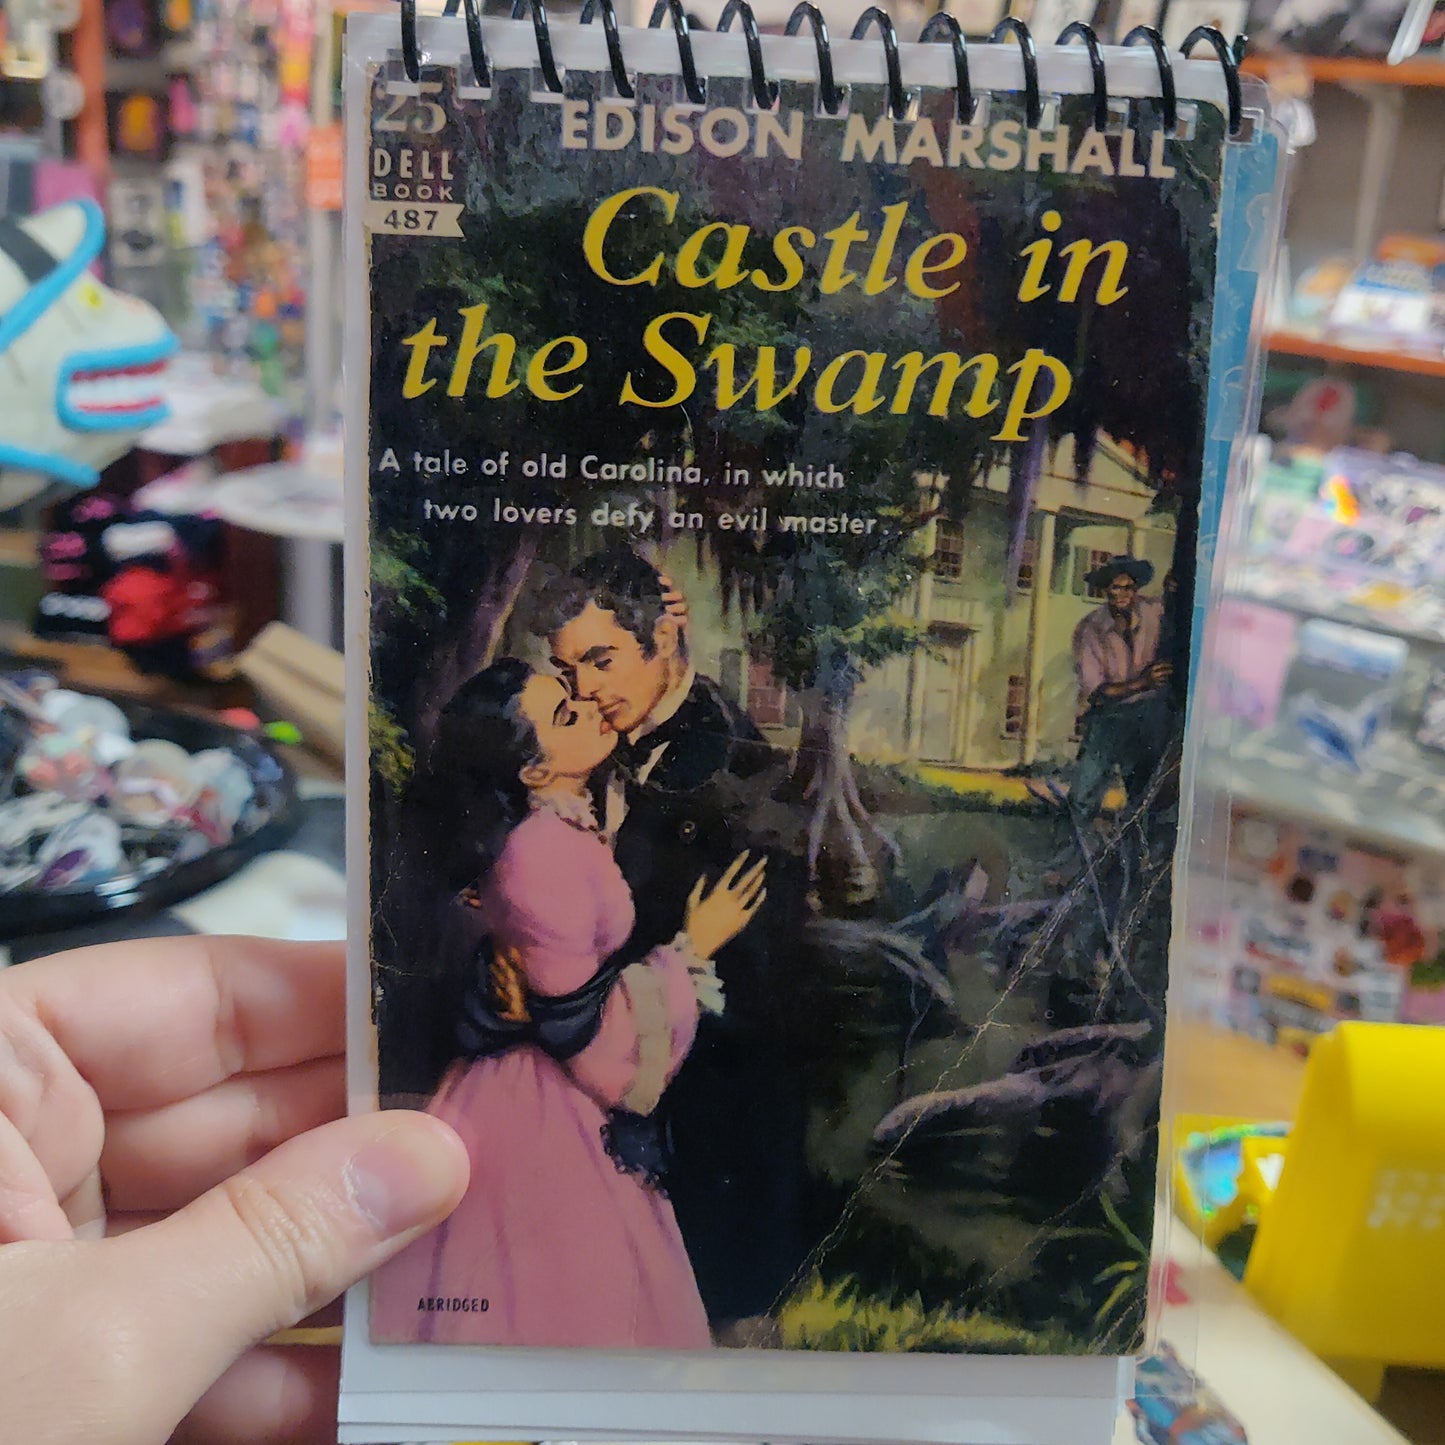 25¢
DELL
BOOK
487
EDISON MARSHALL
Castle in
the Swamp
A tale of old Carolina, in which
two lovers defy an evil master..
ABRIDGED